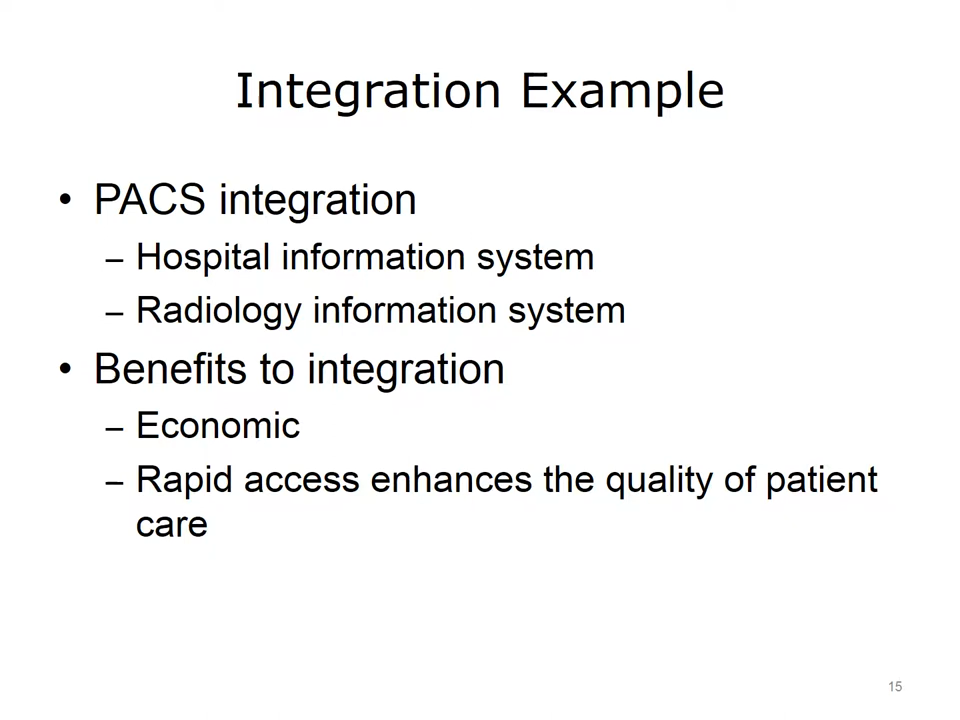 Integration Example
• PACS integration
– Hospital information system
– Radiology information system
• Benefits to integration
– Economic
– Rapid access enhances the quality of patient
care
15